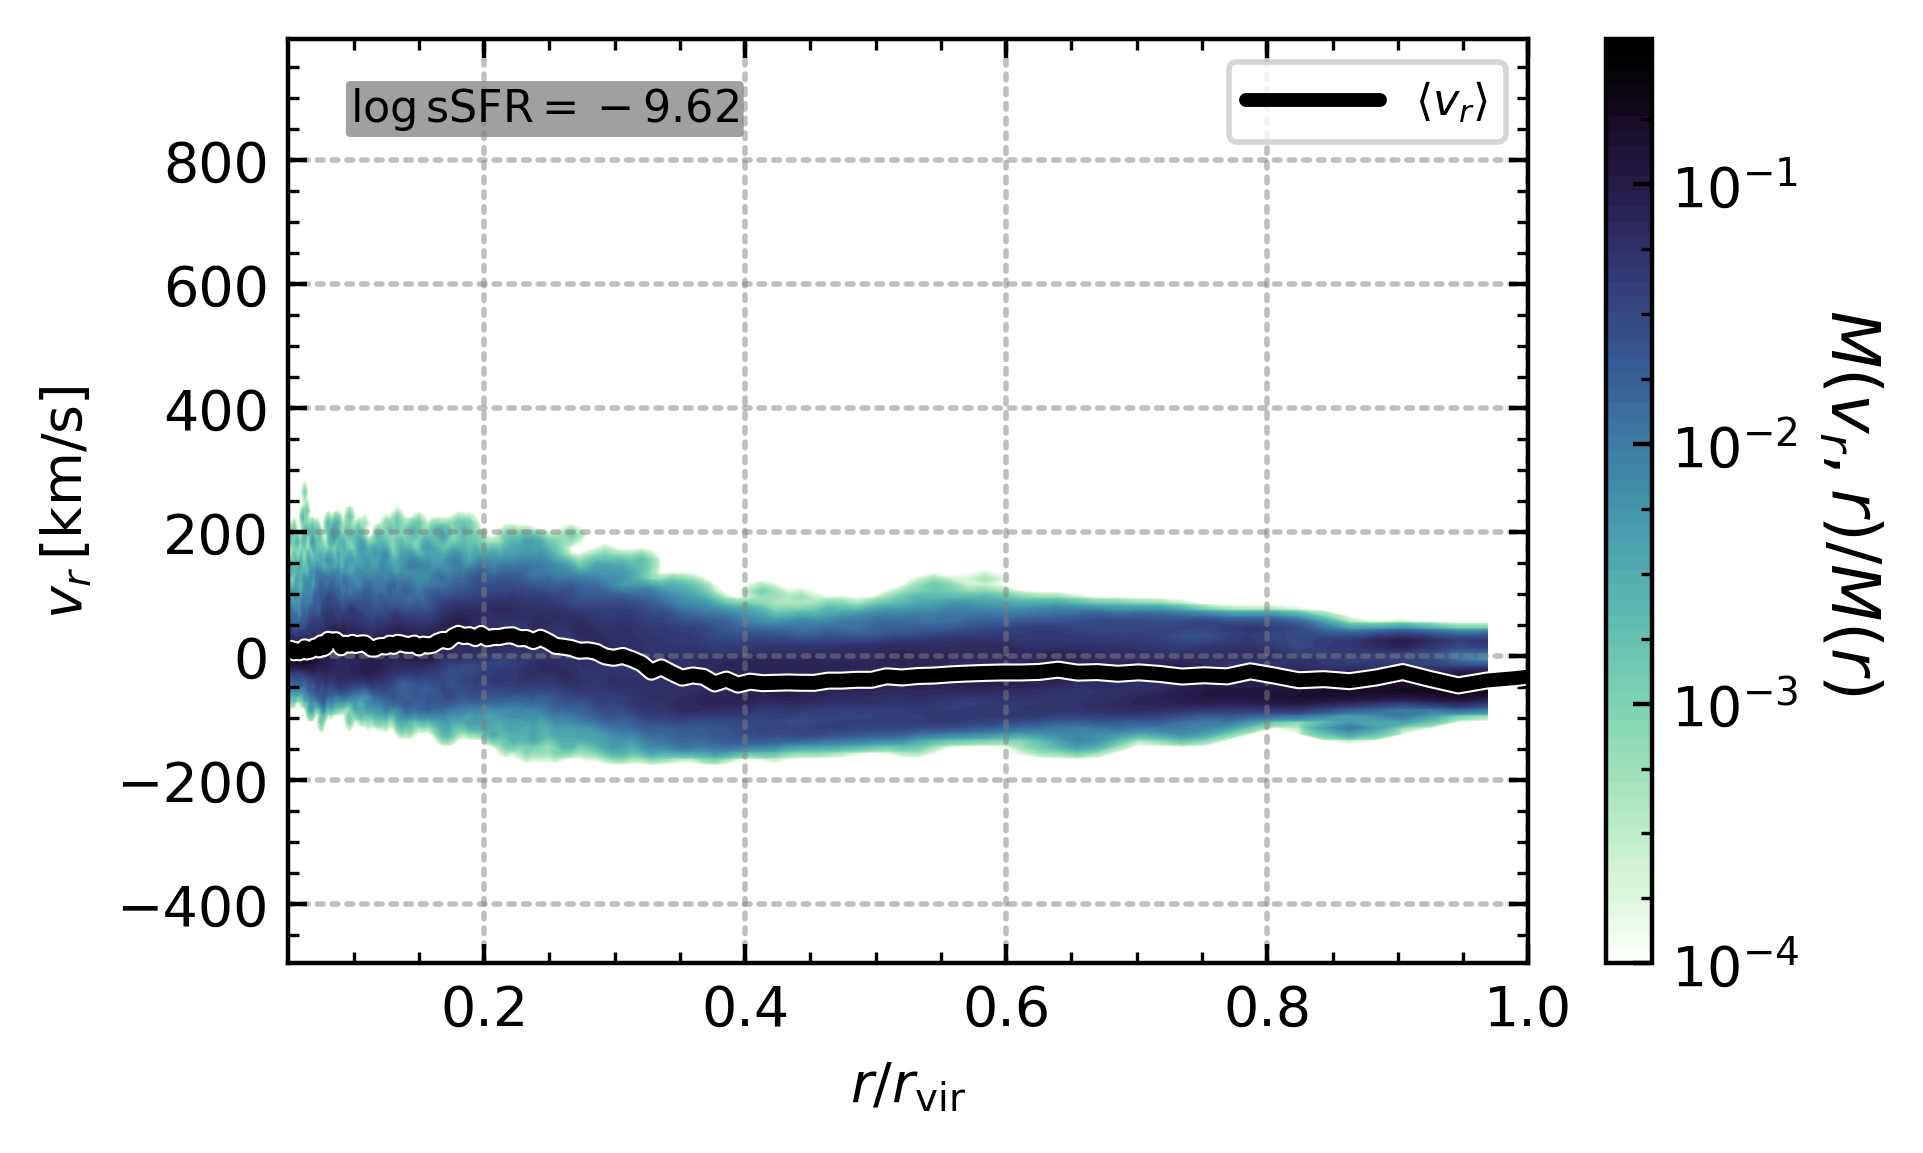 log sSFR = −9.62
⟨v_r⟩
800
600
400
200
0
−200
−400
v_r [km/s]
0.2 0.4 0.6 0.8 1.0
r/r_vir
10⁻¹
10⁻²
10⁻³
10⁻⁴
M(v_r, r)/M(r)